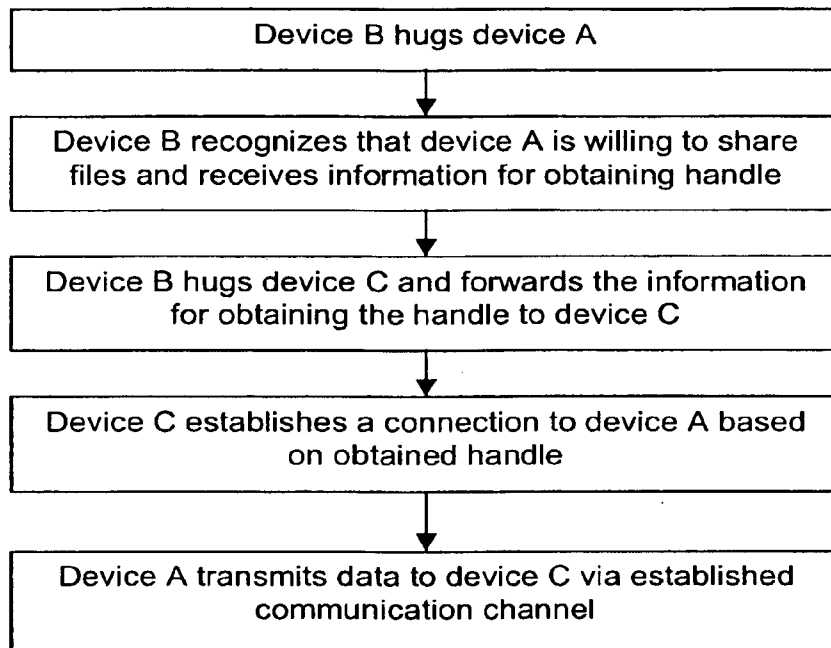 Device B hugs device A
Device B recognizes that device A is willing to share
files and receives information for obtaining handle
Device B hugs device C and forwards the information
for obtaining the handle to device C
Device C establishes a connection to device A based
on obtained handle
Device A transmits data to device C via established
communication channel